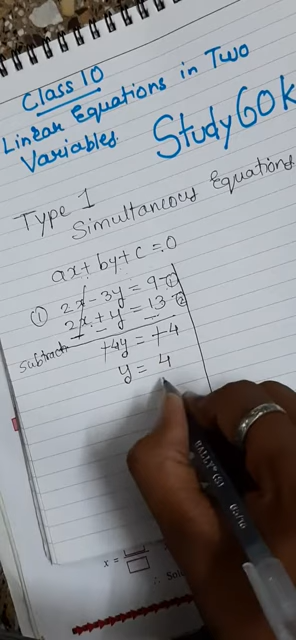 Class 10
Linear Equations in Two
Variables.
StudyGOK
Type 1
Simultaneous Equations
ax + by + c = 0
① 2x - 3y = 9 - ①
2x + y = 13 - ②
Subtract - - -
+4y = +4
y = 4
x =
∴ Solu